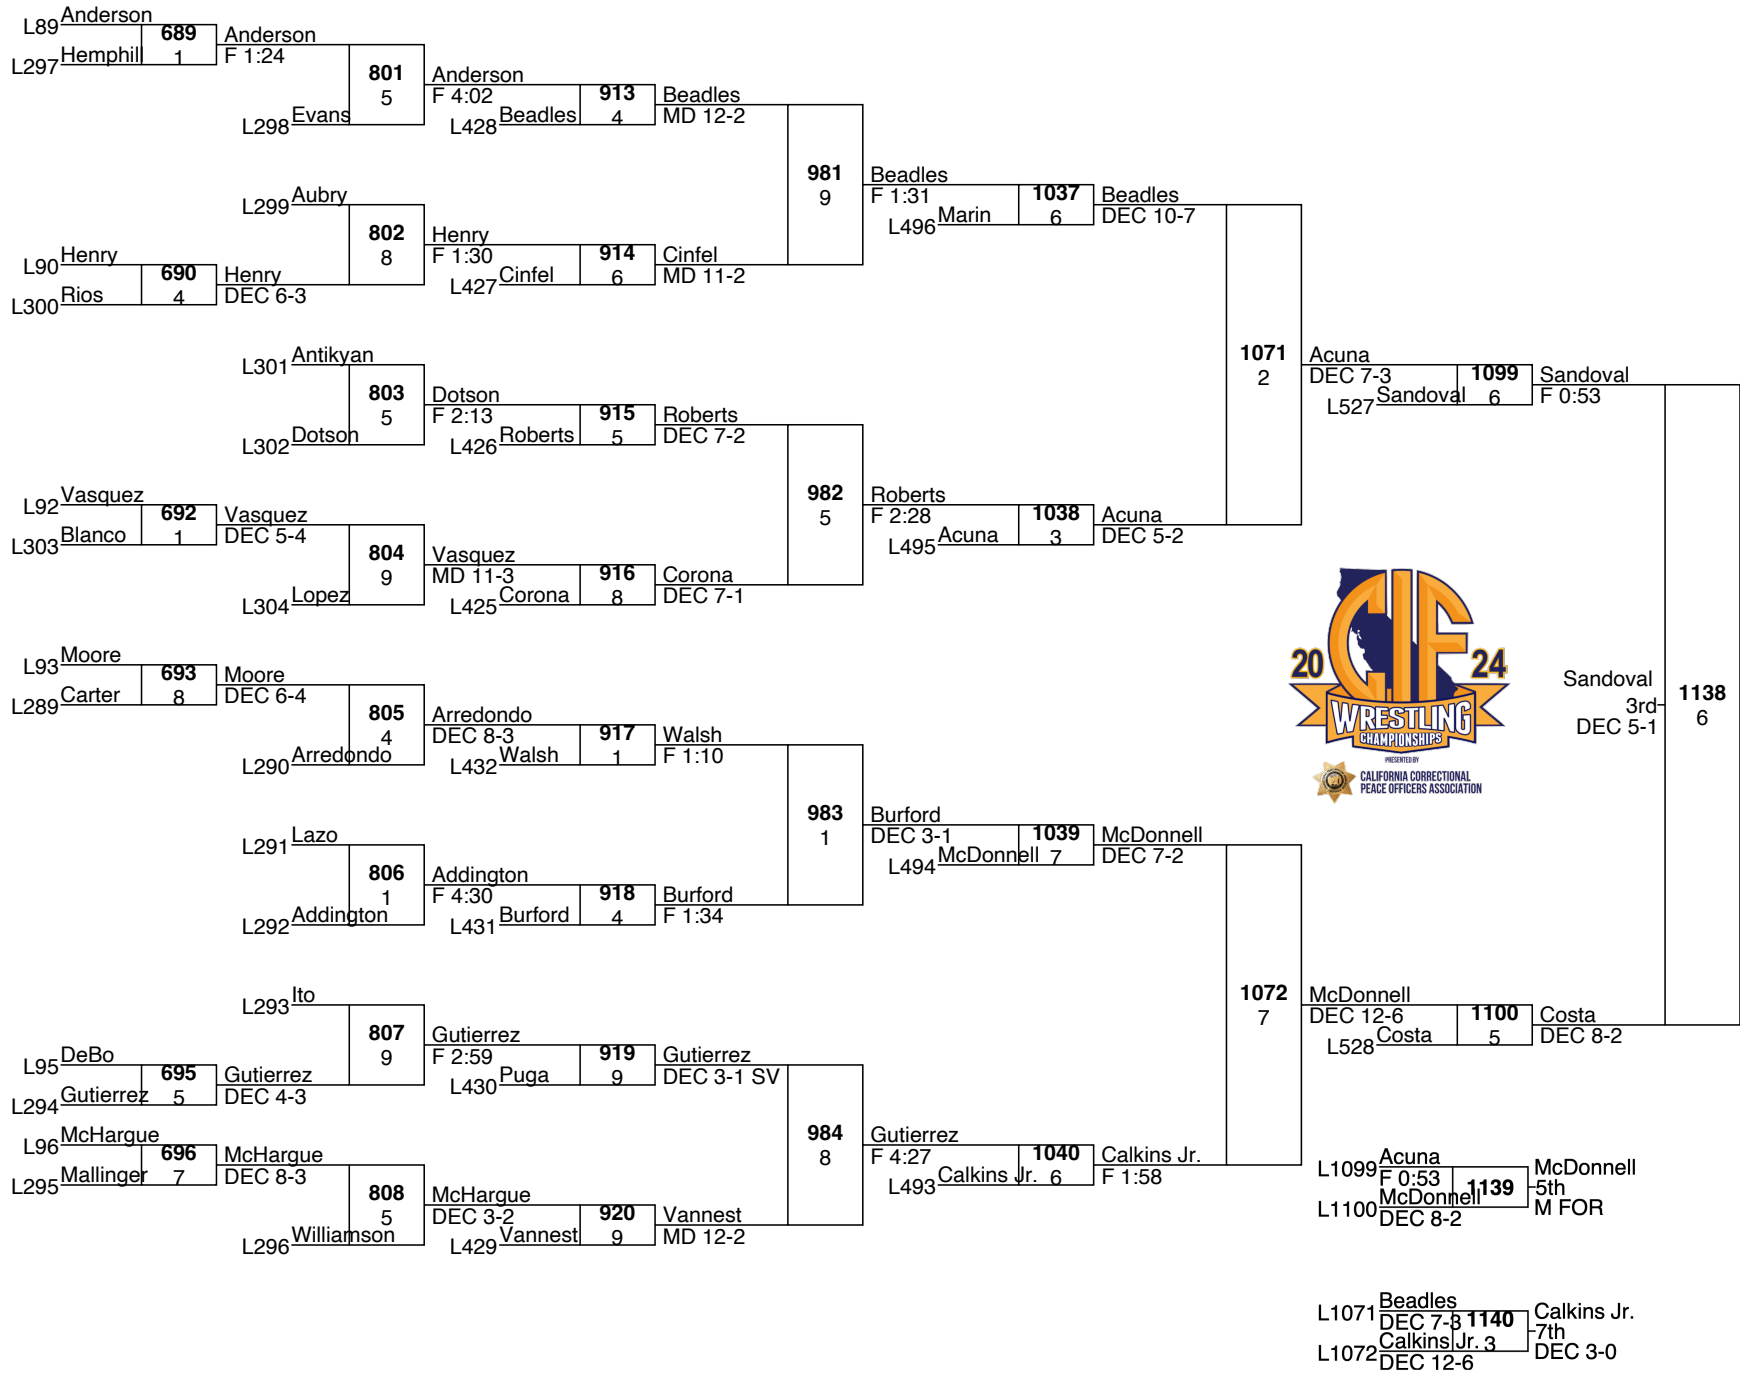 L89 Anderson
L297 Hemphill
689
1
Anderson
F 1:24
L298 Evans
801
5
Anderson
F 4:02
L428 Beadles
913
4
Beadles
MD 12-2
L299 Aubry
L90 Henry
L300 Rios
690
4
Henry
DEC 6-3
802
8
Henry
F 1:30
L427 Cinfel
914
6
Cinfel
MD 11-2
981
9
Beadles
F 1:31
L496 Marin
1037
6
Beadles
DEC 10-7
L301 Antikyan
L302 Dotson
803
5
Dotson
F 2:13
L426 Roberts
915
5
Roberts
DEC 7-2
L92 Vasquez
L303 Blanco
692
1
Vasquez
DEC 5-4
L304 Lopez
804
9
Vasquez
MD 11-3
L425 Corona
916
8
Corona
DEC 7-1
982
5
Roberts
F 2:28
L495 Acuna
1038
3
Acuna
DEC 5-2
1071
2
Acuna
DEC 7-3
L527 Sandoval
1099
6
Sandoval
F 0:53
L93 Moore
L289 Carter
693
8
Moore
DEC 6-4
L290 Arredondo
805
4
Arredondo
DEC 8-3
L432 Walsh
917
1
Walsh
F 1:10
L291 Lazo
L292 Addington
806
1
Addington
F 4:30
L431 Burford
918
4
Burford
F 1:34
983
1
Burford
DEC 3-1
L494 McDonnell
1039
7
McDonnell
DEC 7-2
L293 Ito
L95 DeBo
L294 Gutierrez
695
5
Gutierrez
DEC 4-3
807
9
Gutierrez
F 2:59
L430 Puga
919
9
Gutierrez
DEC 3-1 SV
L96 McHargue
L295 Mallinger
696
7
McHargue
DEC 8-3
L296 Williamson
808
5
McHargue
DEC 3-2
L429 Vannest
920
9
Vannest
MD 12-2
984
8
Gutierrez
F 4:27
L493 Calkins Jr.
1040
6
Calkins Jr.
F 1:58
1072
7
McDonnell
DEC 12-6
L528 Costa
1100
5
Costa
DEC 8-2
20 CIF 24
WRESTLING
CHAMPIONSHIPS
PRESENTED BY
CALIFORNIA CORRECTIONAL
PEACE OFFICERS ASSOCIATION
Sandoval
3rd
DEC 5-1
1138
6
L1099 Acuna
F 0:53
L1100 McDonnell
DEC 8-2
1139
McDonnell
5th
M FOR
L1071 Beadles
DEC 7-3
L1072 Calkins Jr.
DEC 12-6
1140
3
Calkins Jr.
7th
DEC 3-0